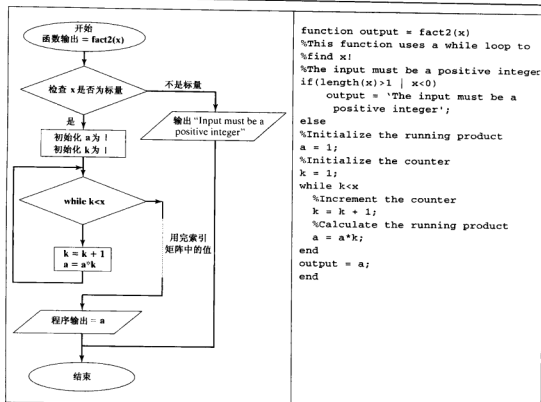 开始
函数输出 = fact2(x)
检查 x 是否为标量
不是标量
是
输出 “Input must be a
positive integer”
初始化 a 为 1
初始化 k 为 1
while k<x
用完索引
矩阵中的值
k = k + 1
a = a*k
程序输出 = a
结束
function output = fact2(x)
%This function uses a while loop to
%find x!
%The input must be a positive integer
if(length(x)>1 | x<0)
output = `The input must be a
positive integer';
else
%Initialize the running product
a = 1;
%Initialize the counter
k = 1;
while k<x
%Increment the counter
k = k + 1;
%Calculate the running product
a = a*k;
end
output = a;
end